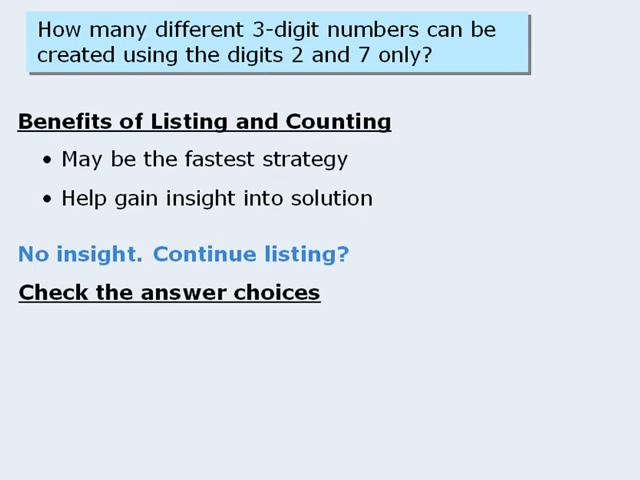 How many different 3-digit numbers can be
created using the digits 2 and 7 only?
Benefits of Listing and Counting
• May be the fastest strategy
• Help gain insight into solution
No insight. Continue listing?
Check the answer choices